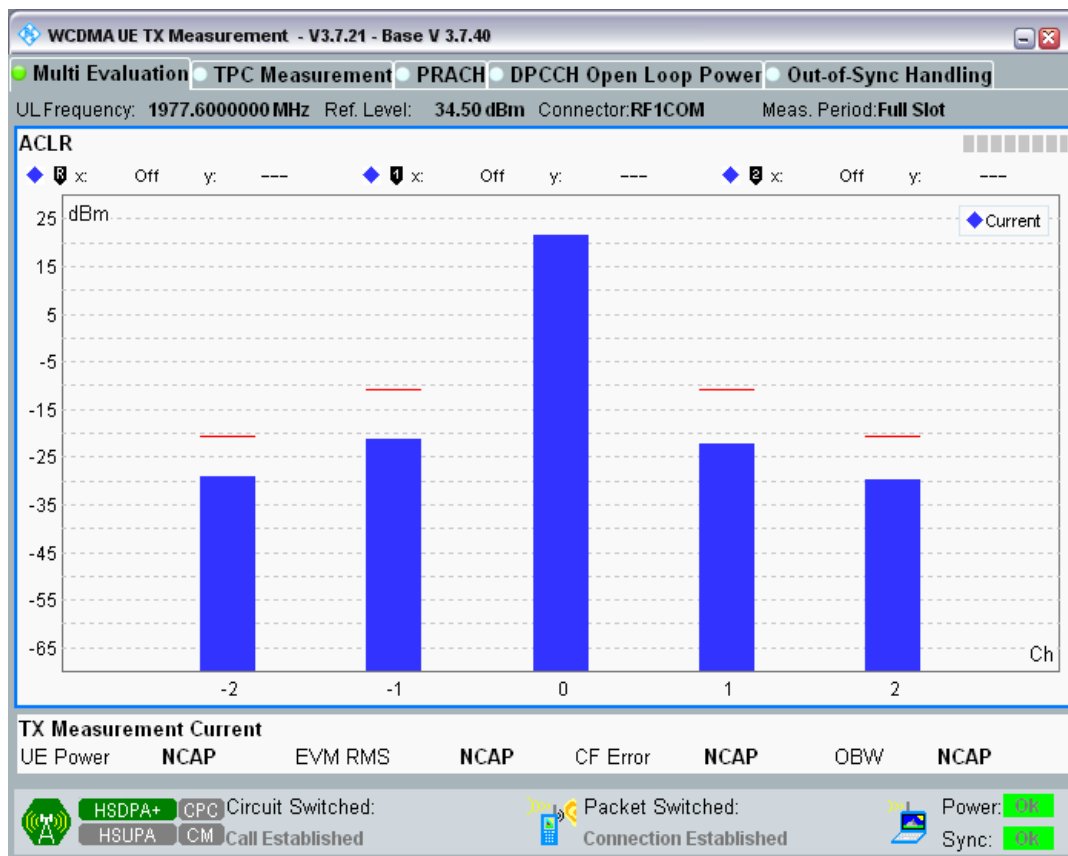 WCDMA UE TX Measurement - V3.7.21 - Base V 3.7.40
Multi Evaluation TPC Measurement PRACH DPCCH Open Loop Power Out-of-Sync Handling
UL Frequency: 1977.6000000 MHz Ref. Level: 34.50 dBm Connector:RF1COM Meas. Period:Full Slot
ACLR
R x: Off y: --- 1 x: Off y: --- 2 x: Off y: ---
dBm
Current
25
15
5
-5
-15
-25
-35
-45
-55
-65
Ch
-2 -1 0 1 2
TX Measurement Current
UE Power NCAP EVM RMS NCAP CF Error NCAP OBW NCAP
HSDPA+ CPC Circuit Switched: Packet Switched: Power: OK
HSUPA CM Call Established Connection Established Sync: OK